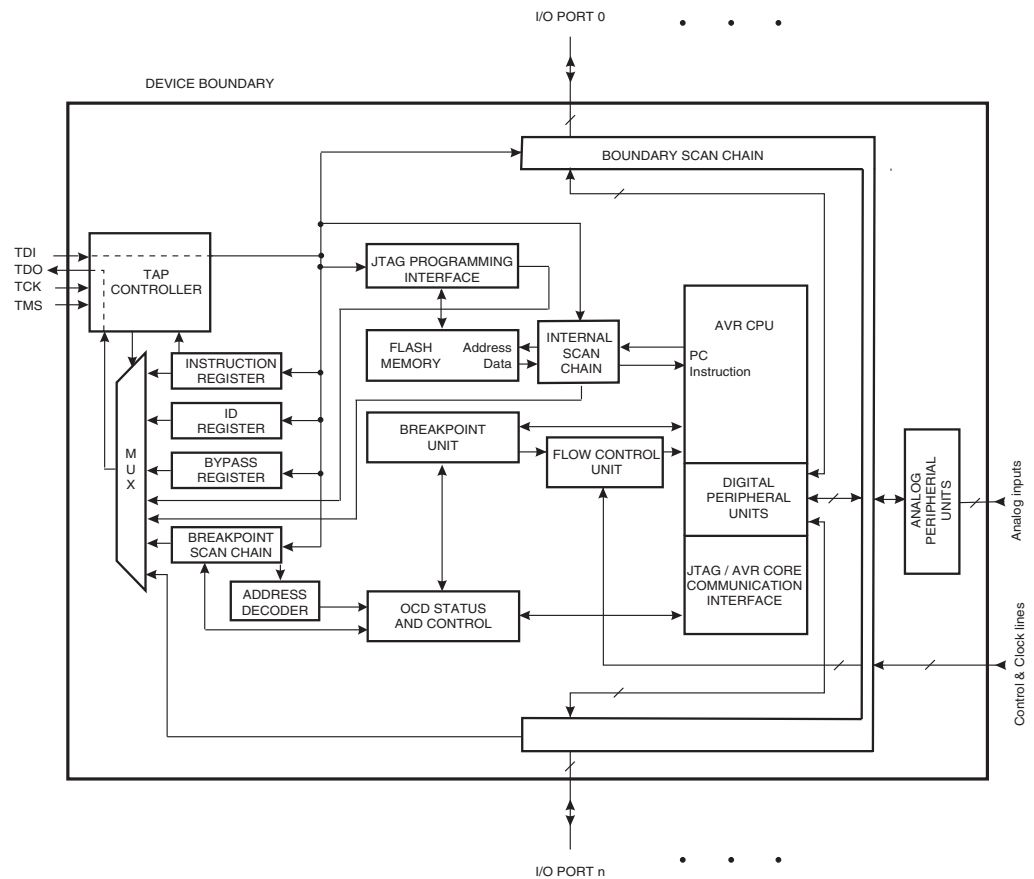 I/O PORT 0
DEVICE BOUNDARY
BOUNDARY SCAN CHAIN
TDI
TDO
TCK
TMS
TAP
CONTROLLER
JTAG PROGRAMMING
INTERFACE
AVR CPU
FLASH
MEMORY
Address
Data
INTERNAL
SCAN
CHAIN
PC
Instruction
INSTRUCTION
REGISTER
ID
REGISTER
BREAKPOINT
UNIT
FLOW CONTROL
UNIT
MUX
BYPASS
REGISTER
DIGITAL
PERIPHERAL
UNITS
ANALOG
PERIPHERIAL
UNITS
Analog inputs
BREAKPOINT
SCAN CHAIN
JTAG / AVR CORE
COMMUNICATION
INTERFACE
ADDRESS
DECODER
OCD STATUS
AND CONTROL
Control & Clock lines
I/O PORT n